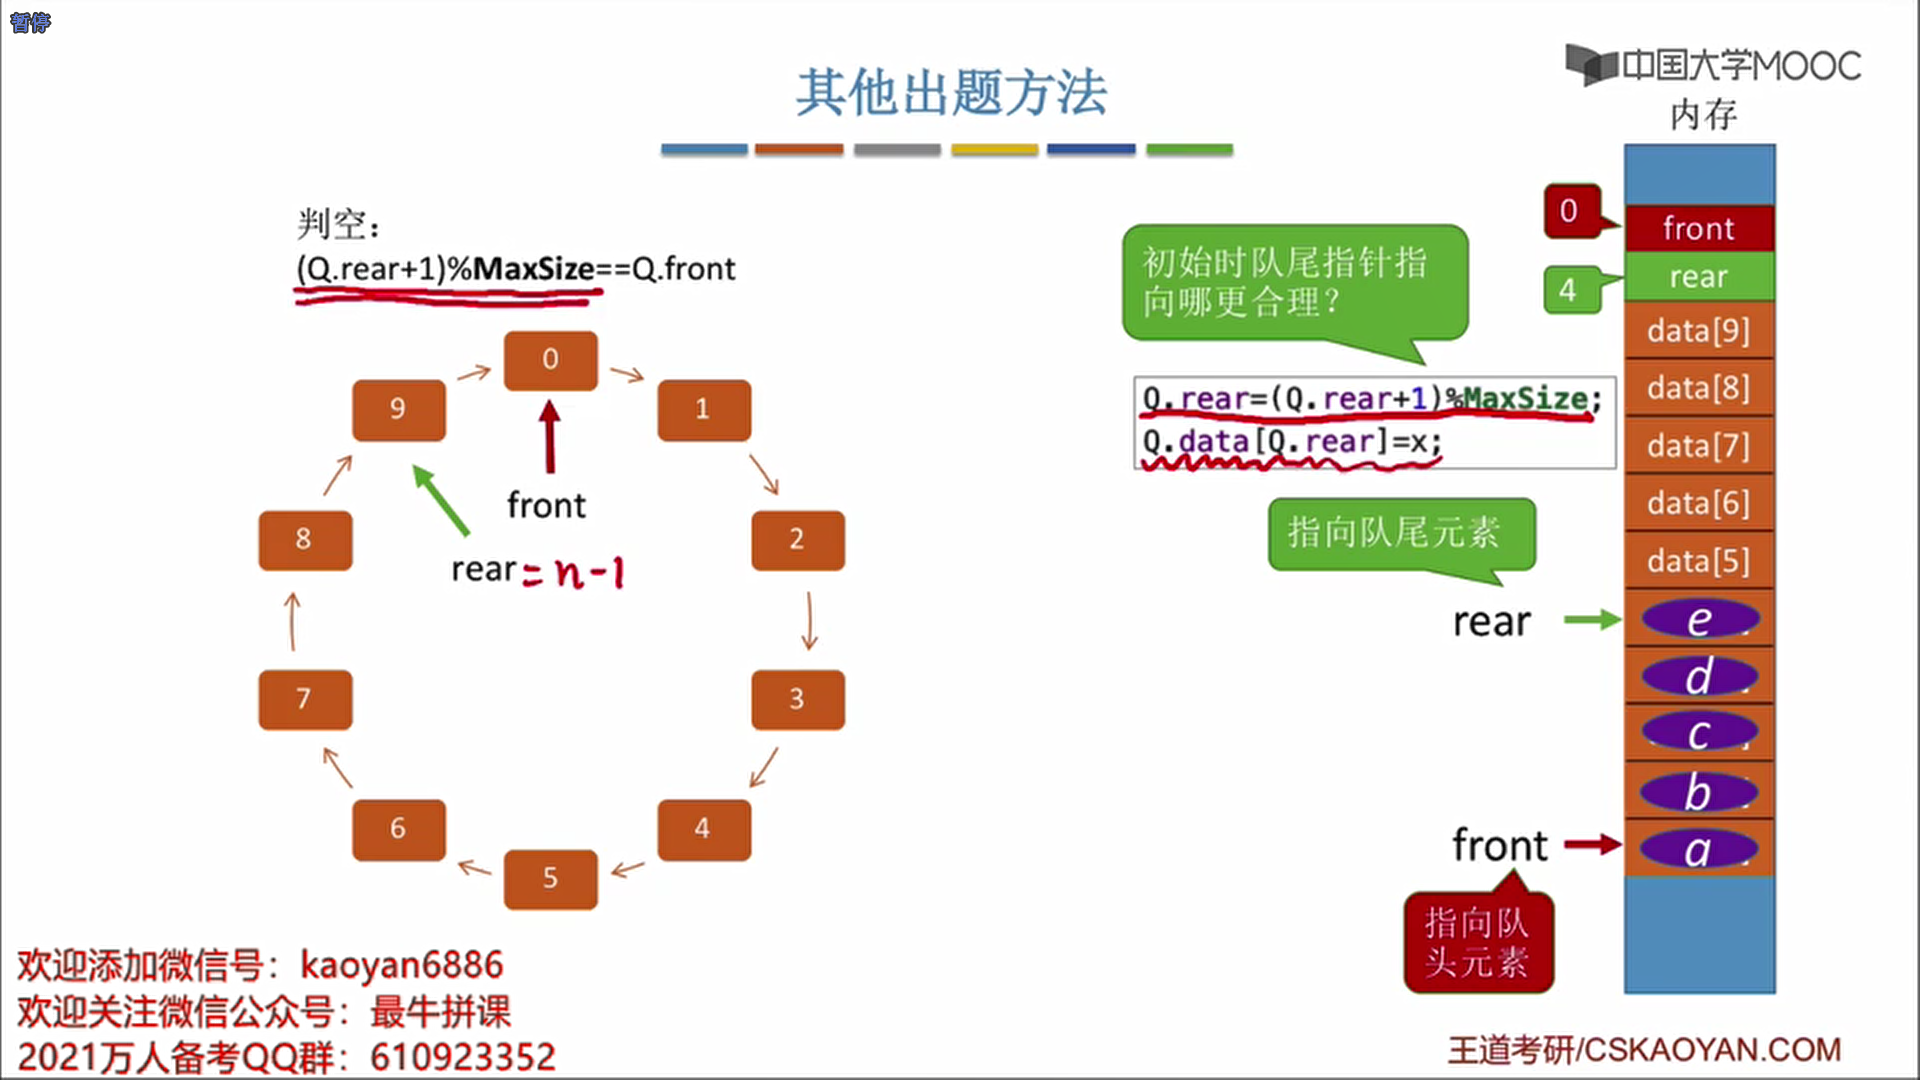 暂停
中国大学MOOC
其他出题方法
内存
判空：
(Q.rear+1)%MaxSize==Q.front
初始时队尾指针指
向哪更合理？
0
front
4
rear
Q.rear=(Q.rear+1)%MaxSize;
Q.data[Q.rear]=x;
指向队尾元素
data[9]
data[8]
data[7]
data[6]
data[5]
rear
e
d
c
b
front
a
指向队
头元素
0
1
2
3
4
5
6
7
8
9
front
rear=n-1
欢迎添加微信号：kaoyan6886
欢迎关注微信公众号：最牛拼课
2021万人备考QQ群：610923352
王道考研/CSKAOYAN.COM